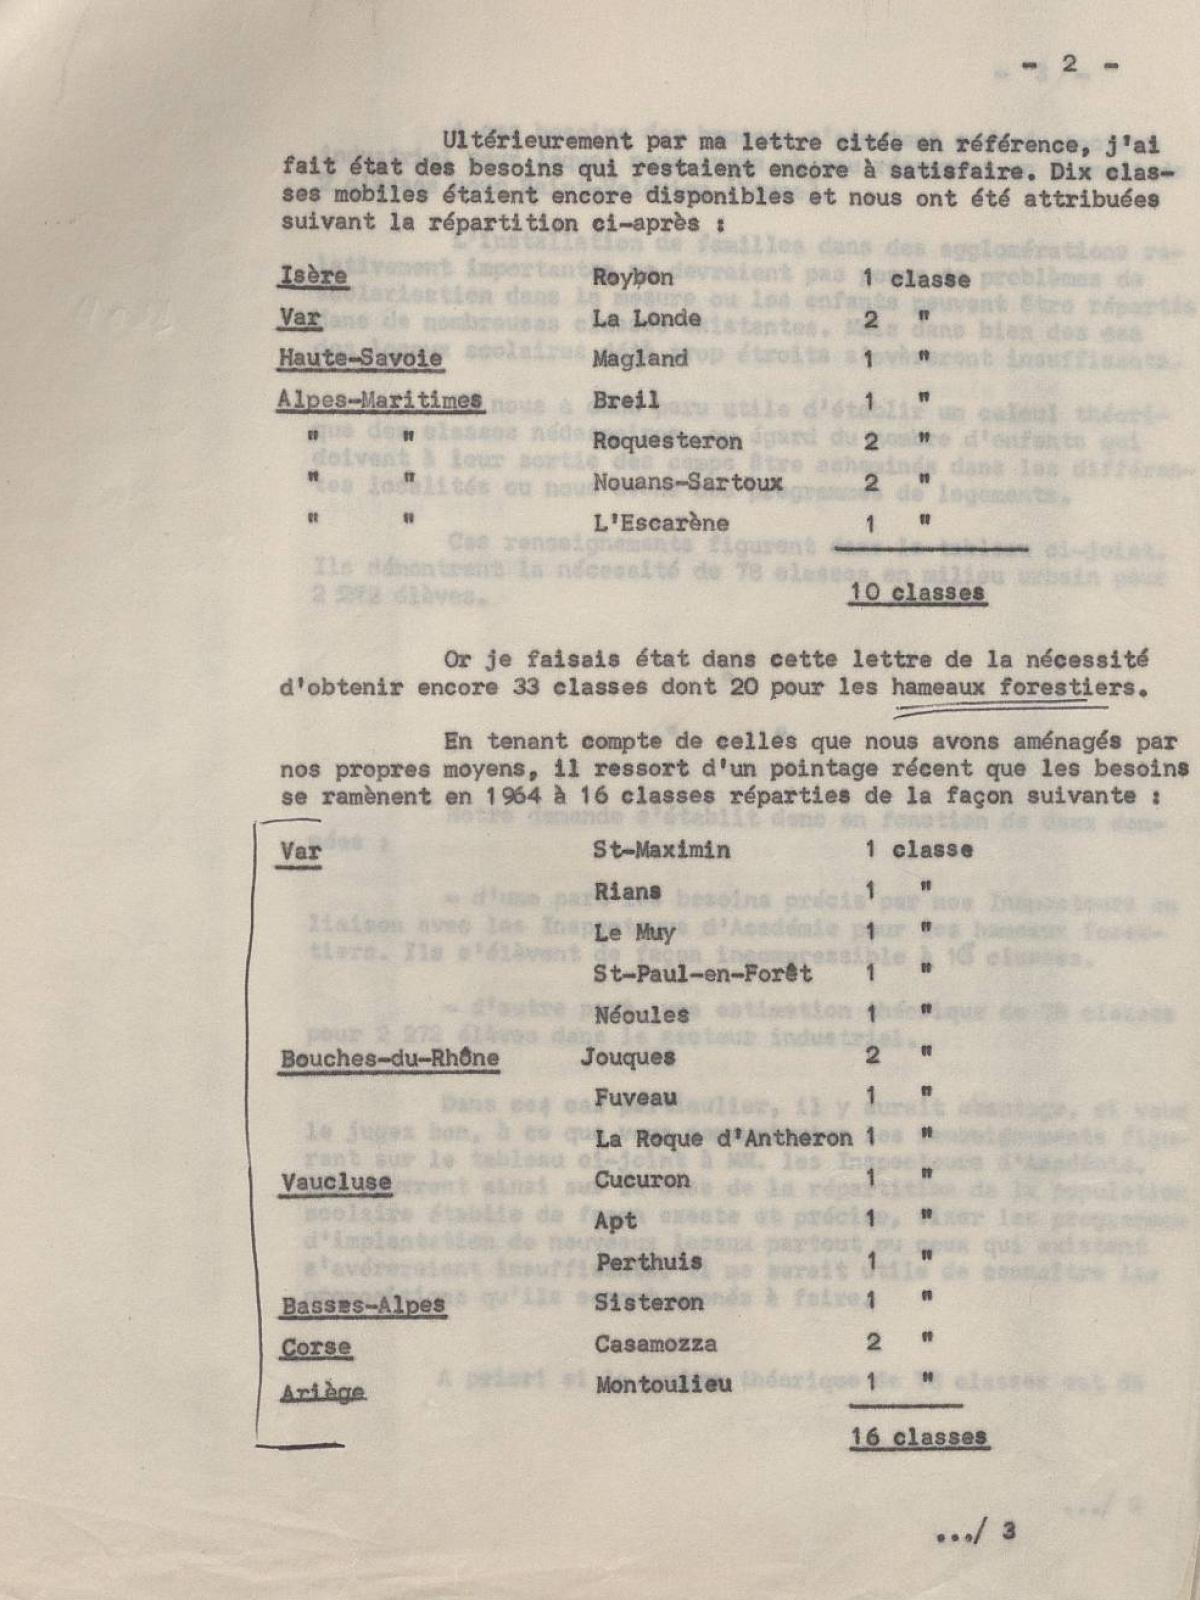 - 2 -
Ultérieurement par ma lettre citée en référence, j'ai
fait état des besoins qui restaient encore à satisfaire. Dix clas-
ses mobiles étaient encore disponibles et nous ont été attribuées
suivant la répartition ci-après :
Isère Roybon 1 classe
Var La Londe 2 "
Haute-Savoie Magland 1 "
Alpes-Maritimes Breil 1 "
" " Roquesteron 2 "
" " Nouans-Sartoux 2 "
" " L'Escarène 1 "
10 classes
Or je faisais état dans cette lettre de la nécessité
d'obtenir encore 33 classes dont 20 pour les hameaux forestiers.
En tenant compte de celles que nous avons aménagés par
nos propres moyens, il ressort d'un pointage récent que les besoins
se ramènent en 1964 à 16 classes réparties de la façon suivante :
Var St-Maximin 1 classe
Rians 1 "
Le Muy 1 "
St-Paul-en-Forêt 1 "
Néoules 1 "
Bouches-du-Rhône Jouques 2 "
Fuveau 1 "
La Roque d'Antheron 1 "
Vaucluse Cucuron 1 "
Apt 1 "
Perthuis 1 "
Basses-Alpes Sisteron 1 "
Corse Casamozza 2 "
Ariège Montoulieu 1 "
16 classes
.../ 3